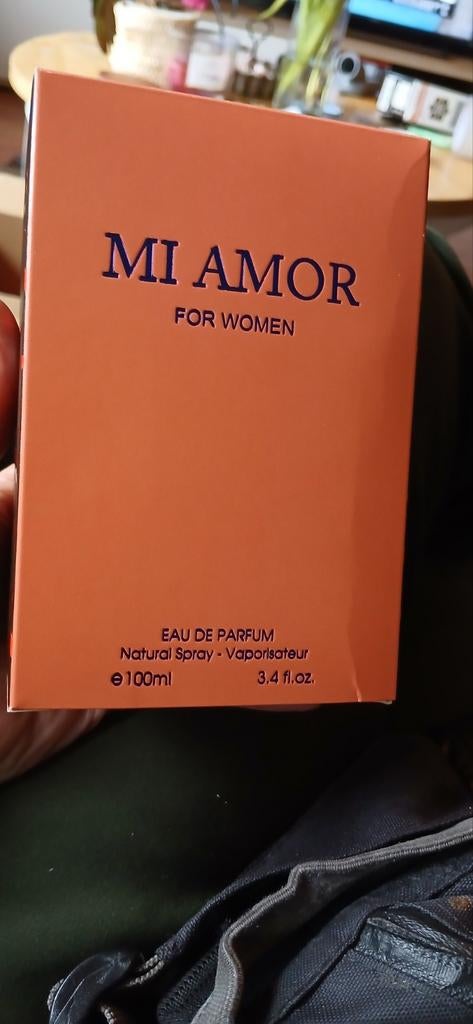 MI AMOR
FOR WOMEN
EAU DE PARFUM
Natural Spray - Vaporisateur
℮100ml 3.4 fl.oz.